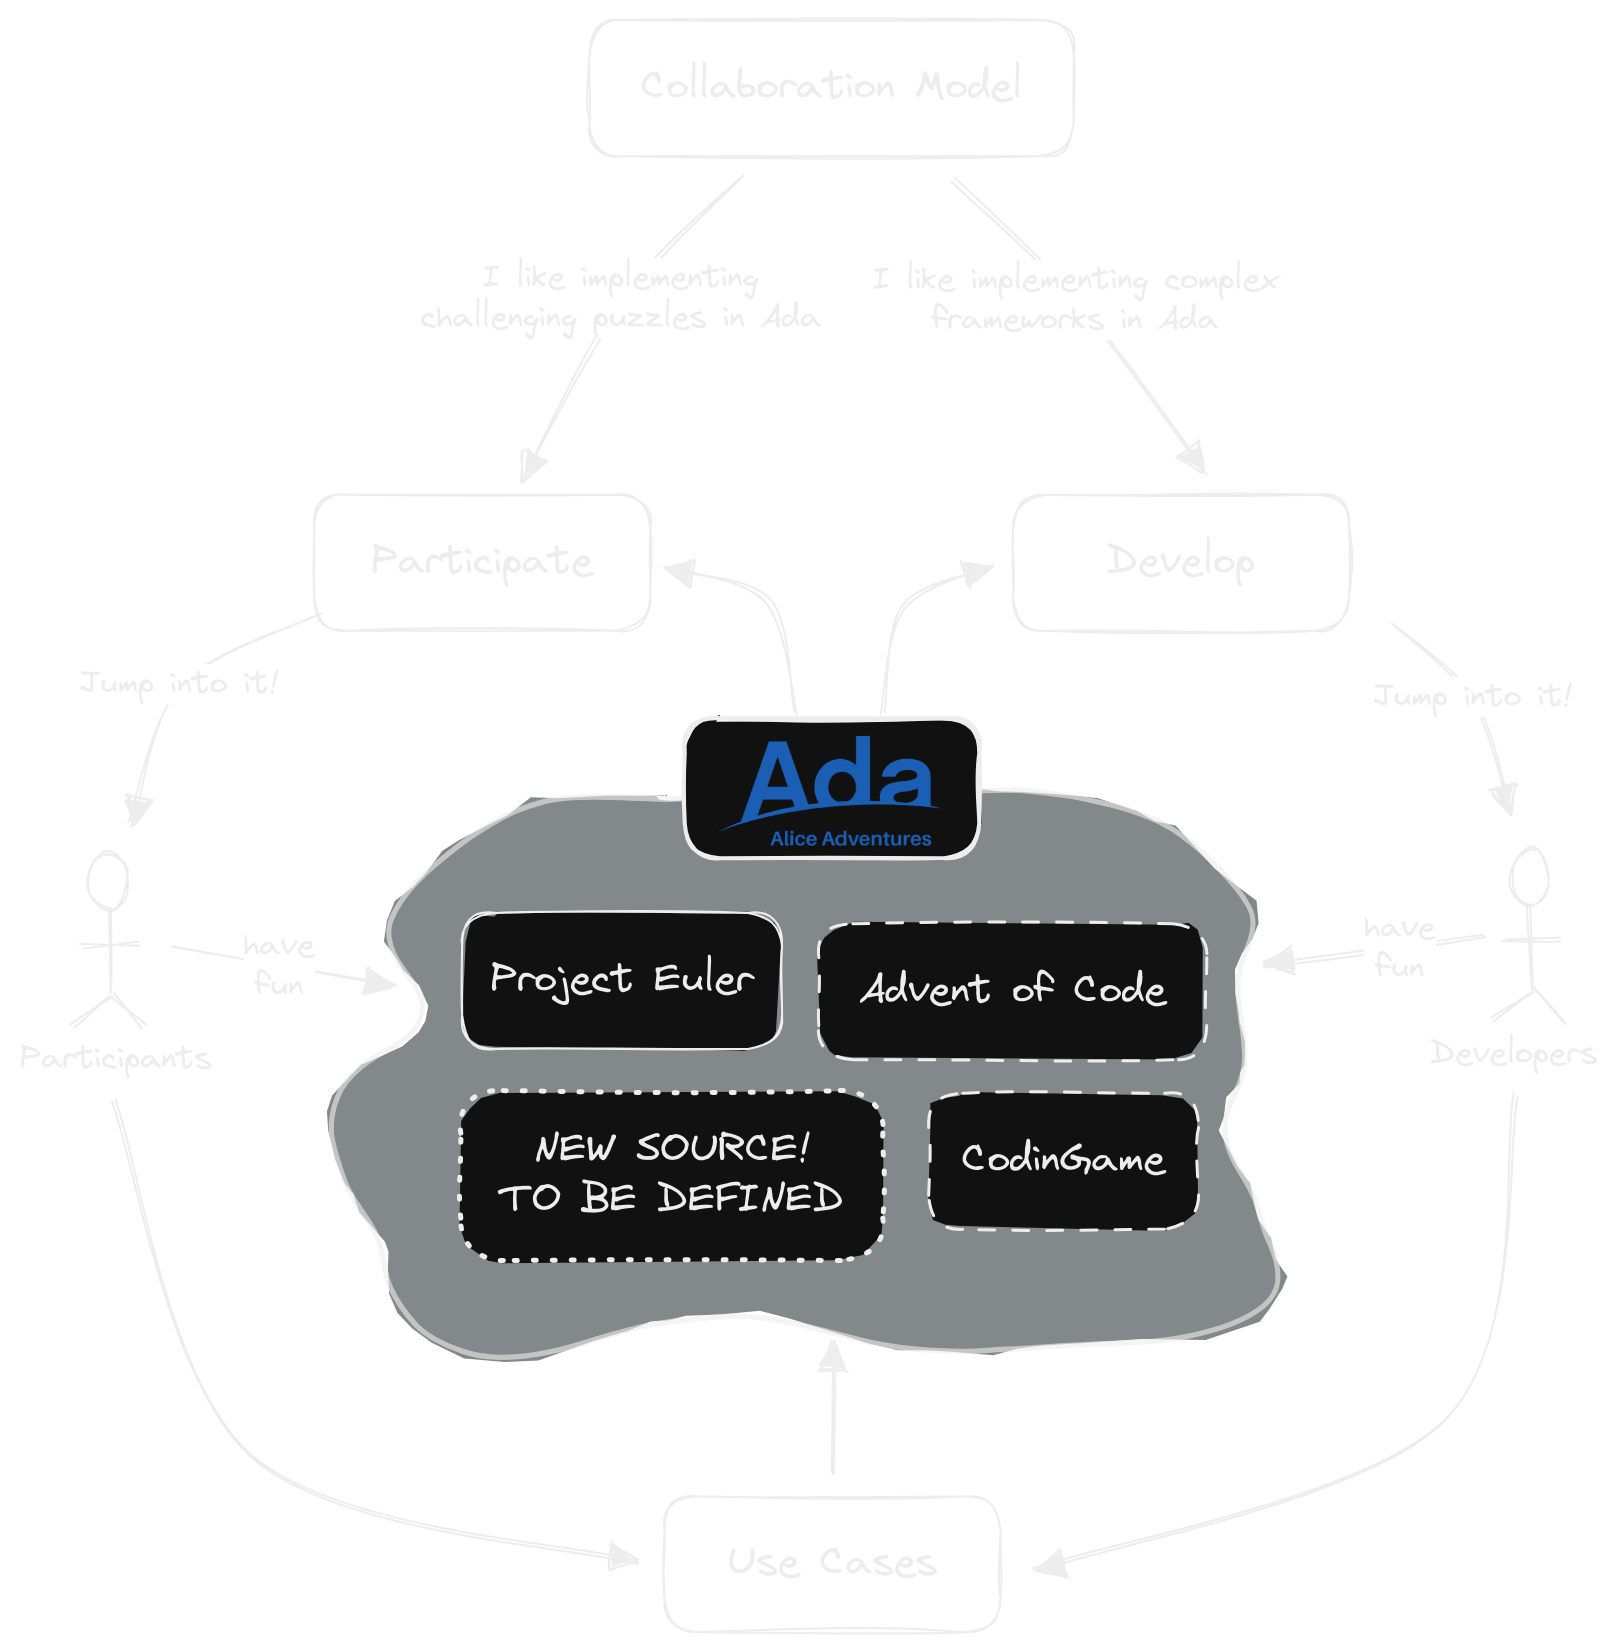 Collaboration Model
I like implementing
challenging puzzles in Ada
I like implementing complex
frameworks in Ada
Participate
Develop
Jump into it!
Jump into it!
Ada
Alice Adventures
have
fun
have
fun
Project Euler
Advent of Code
Participants
Developers
NEW SOURCE!
TO BE DEFINED
CodinGame
Use Cases